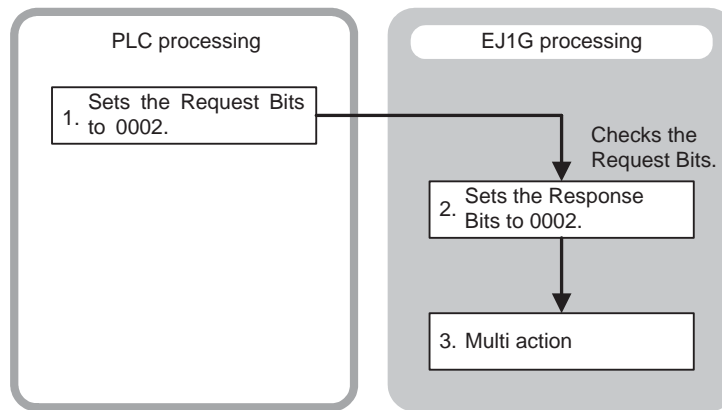 PLC processing
EJ1G processing
1. Sets the Request Bits
to 0002.
Checks the
Request Bits.
2. Sets the Response
Bits to 0002.
3. Multi action